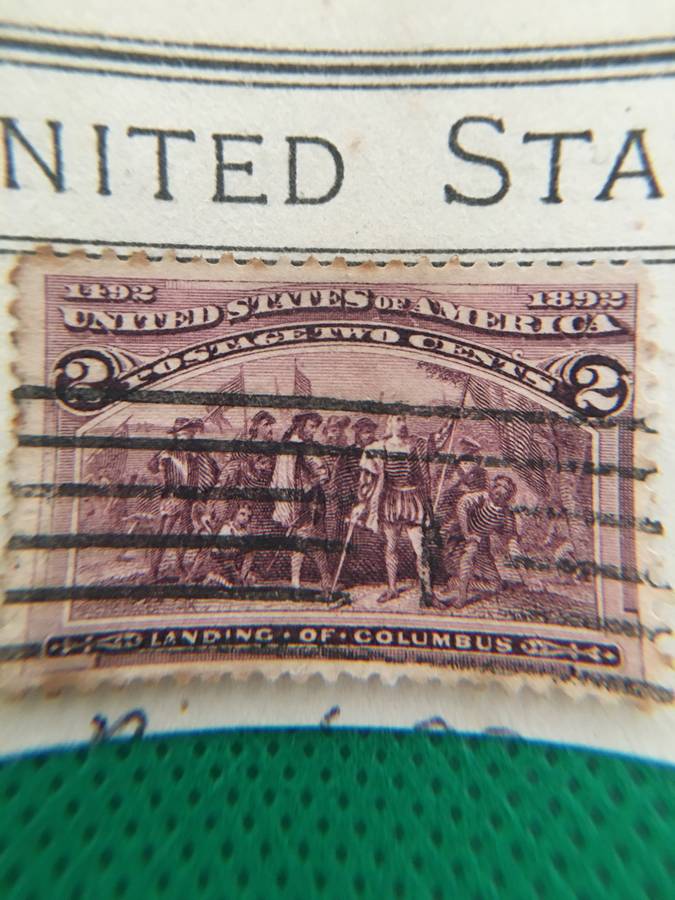 NITED STA
1492 1892
UNITED STATES OF AMERICA
POSTAGE TWO CENTS
2 2
LANDING · OF · COLUMBUS